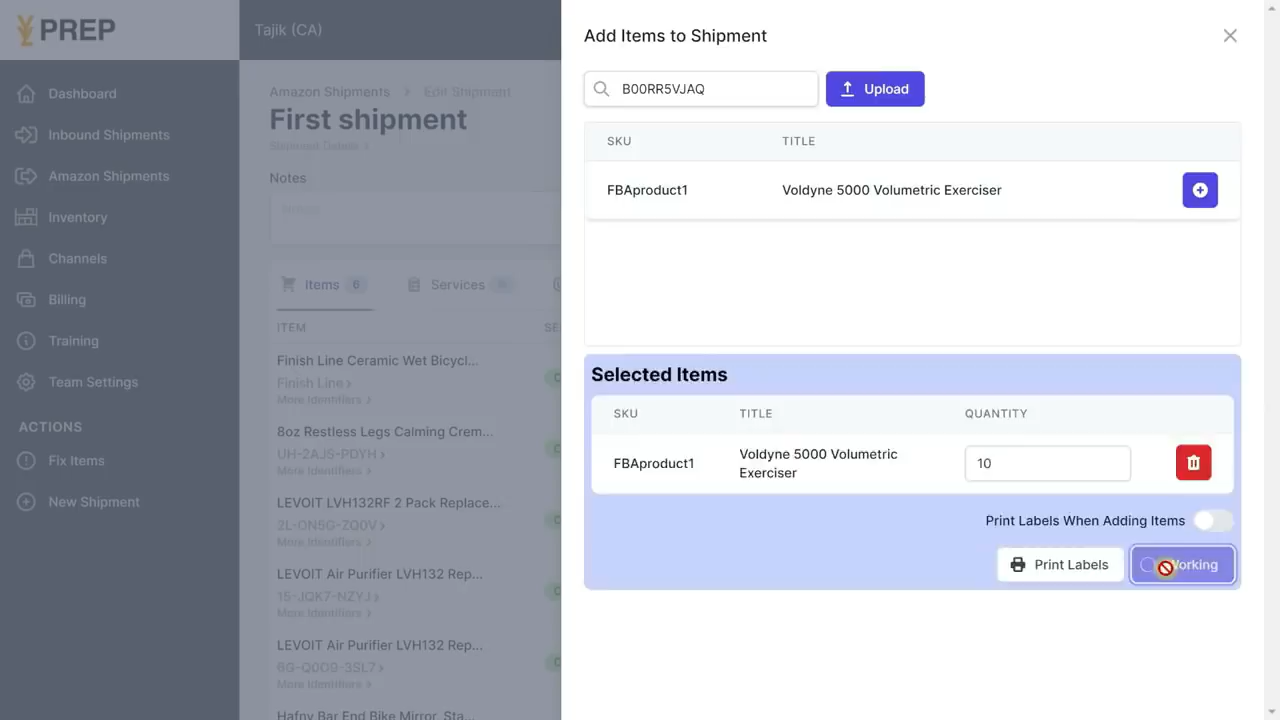 PREP
Tajik (CA)
Dashboard
Inbound Shipments
Amazon Shipments
Inventory
Channels
Billing
Training
Team Settings
ACTIONS
Fix Items
New Shipment
Amazon Shipments > Edit Shipment
First shipment
Shipment Details >
Notes
Items 6
Services
ITEM
SE
Finish Line Ceramic Wet Bicycl...
Finish Line >
More Identifiers >
8oz Restless Legs Calming Crem...
UH-2AJS-PDYH >
More Identifiers >
LEVOIT LVH132RF 2 Pack Replace...
2L-ON5G-ZQ0V >
More Identifiers >
LEVOIT Air Purifier LVH132 Rep...
15-JQK7-NZYJ >
More Identifiers >
LEVOIT Air Purifier LVH132 Rep...
6G-Q0O9-3SL7 >
More Identifiers >
Hafny Bar End Bike Mirror, Sta...
Add Items to Shipment
B00RR5VJAQ
Upload
SKU TITLE
FBAproduct1 Voldyne 5000 Volumetric Exerciser
Selected Items
SKU TITLE QUANTITY
FBAproduct1 Voldyne 5000 Volumetric Exerciser 10
Print Labels When Adding Items
Print Labels
Working